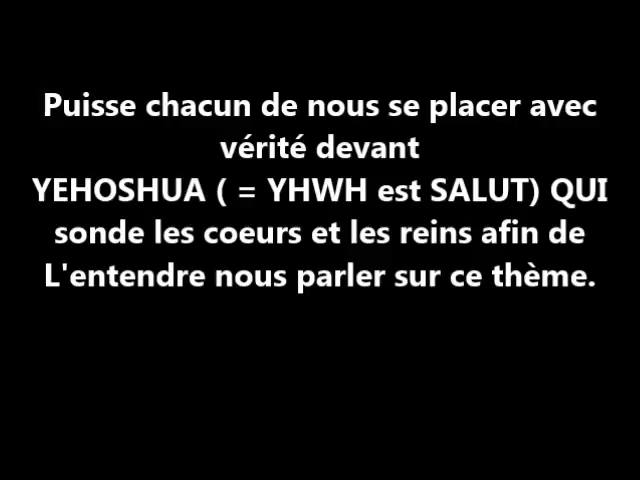 Puisse chacun de nous se placer avec
vérité devant
YEHOSHUA ( = YHWH est SALUT) QUI
sonde les coeurs et les reins afin de
L'entendre nous parler sur ce thème.